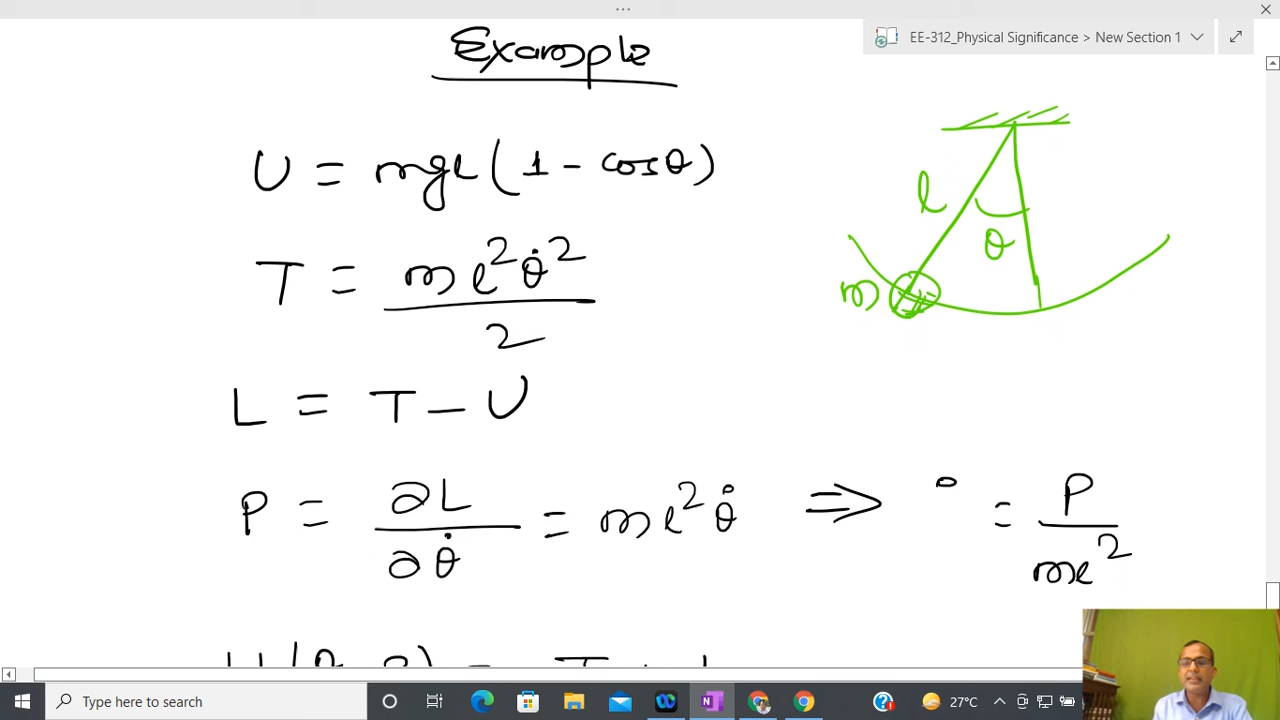 EE-312_Physical Significance > New Section 1
Example
U = mgl(1 - cosθ)
T = ml²θ̇² / 2
L = T - U
P = ∂L / ∂θ̇ = ml²θ̇ ⇒ ˙ = P / ml²
l
θ
m
Type here to search
27°C